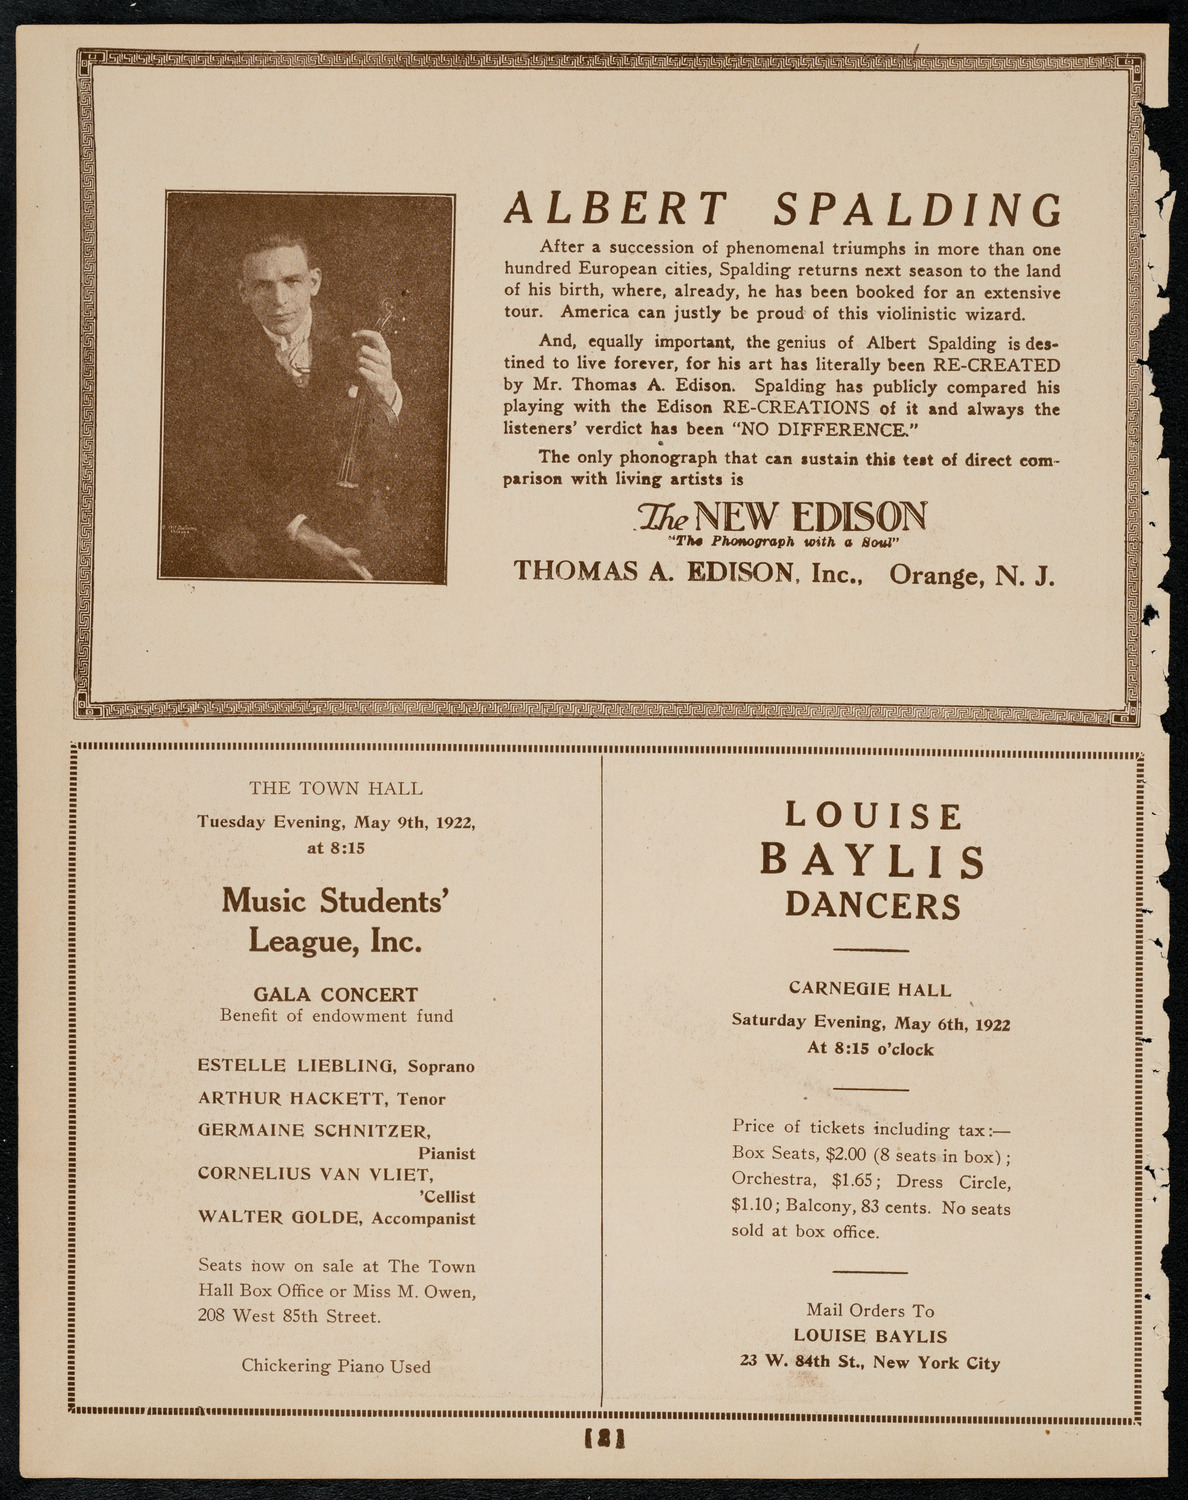 ALBERT SPALDING
After a succession of phenomenal triumphs in more than one
hundred European cities, Spalding returns next season to the land
of his birth, where, already, he has been booked for an extensive
tour. America can justly be proud of this violinistic wizard.
And, equally important, the genius of Albert Spalding is des-
tined to live forever, for his art has literally been RE-CREATED
by Mr. Thomas A. Edison. Spalding has publicly compared his
playing with the Edison RE-CREATIONS of it and always the
listeners' verdict has been "NO DIFFERENCE."
The only phonograph that can sustain this test of direct com-
parison with living artists is
The NEW EDISON
"The Phonograph with a Soul"
THOMAS A. EDISON, Inc., Orange, N. J.
THE TOWN HALL
Tuesday Evening, May 9th, 1922,
at 8:15
Music Students'
League, Inc.
GALA CONCERT
Benefit of endowment fund
ESTELLE LIEBLING, Soprano
ARTHUR HACKETT, Tenor
GERMAINE SCHNITZER,
Pianist
CORNELIUS VAN VLIET,
'Cellist
WALTER GOLDE, Accompanist
Seats now on sale at The Town
Hall Box Office or Miss M. Owen,
208 West 85th Street.
Chickering Piano Used
LOUISE
BAYLIS
DANCERS
CARNEGIE HALL
Saturday Evening, May 6th, 1922
At 8:15 o'clock
Price of tickets including tax:—
Box Seats, $2.00 (8 seats in box);
Orchestra, $1.65; Dress Circle,
$1.10; Balcony, 83 cents. No seats
sold at box office.
Mail Orders To
LOUISE BAYLIS
23 W. 84th St., New York City
[2]